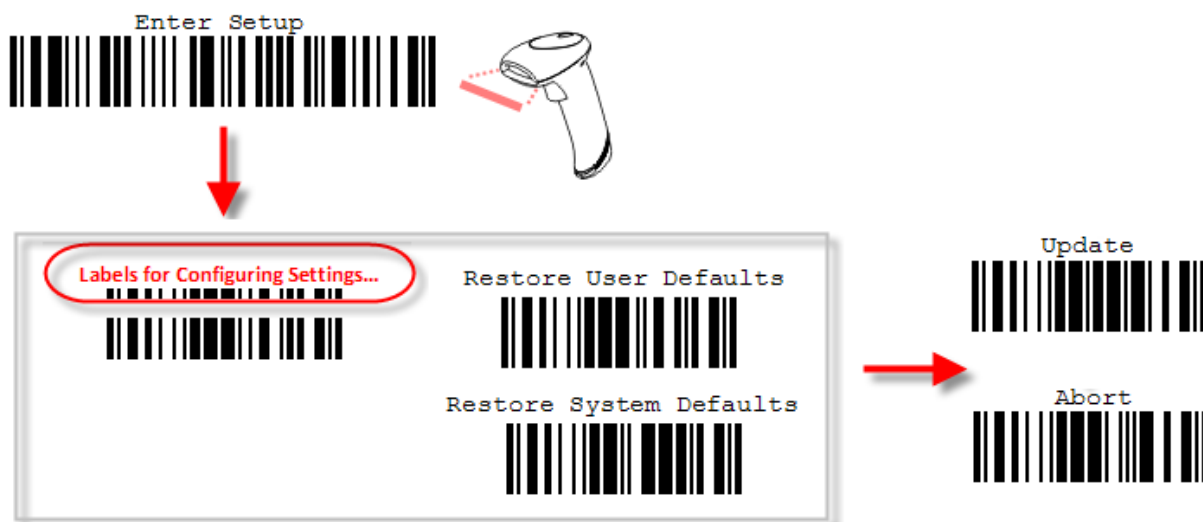 Enter Setup
Labels for Configuring Settings...
Restore User Defaults
Restore System Defaults
Update
Abort